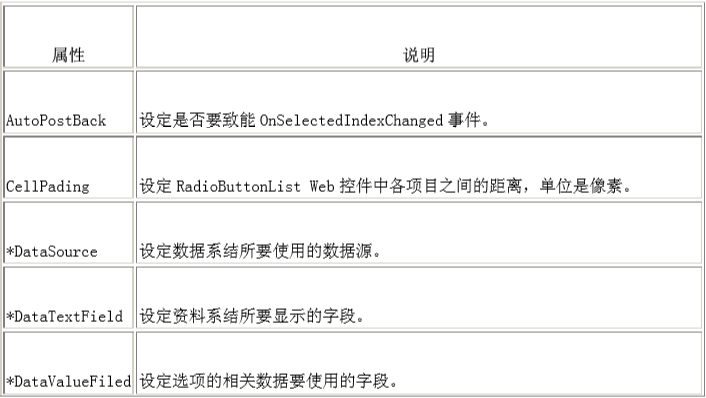 属性 说明
AutoPostBack 设定是否要致能 OnSelectedIndexChanged 事件。
CellPading 设定 RadioButtonList Web 控件中各项目之间的距离，单位是像素。
*DataSource 设定数据系结所要使用的数据源。
*DataTextField 设定资料系结所要显示的字段。
*DataValueFiled 设定选项的相关数据要使用的字段。